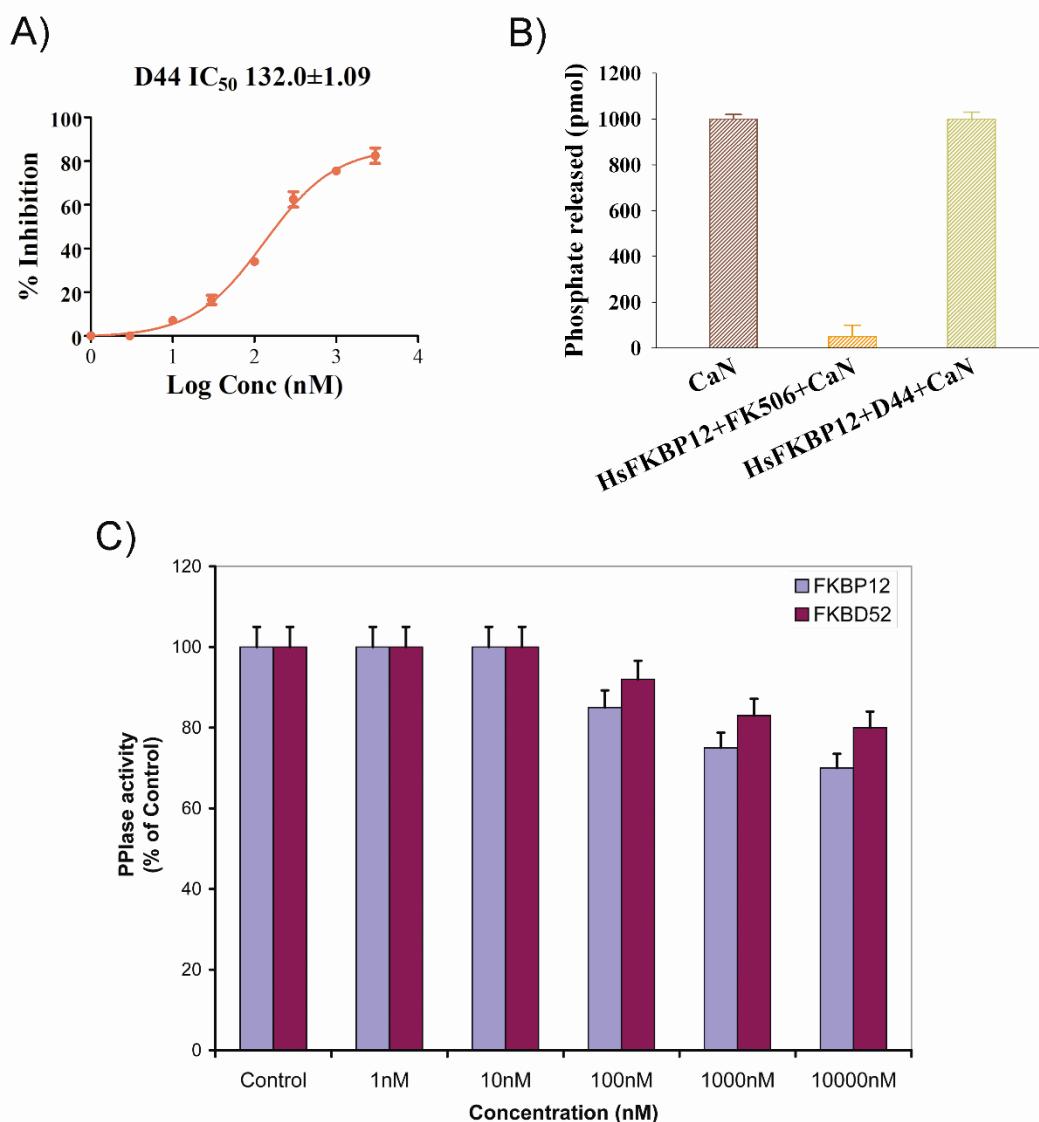 A)
D44 IC50 132.0±1.09
% Inhibition
100
80
60
40
20
0
0 1 2 3 4
Log Conc (nM)
B)
Phosphate released (pmol)
1200
1000
800
600
400
200
0
CaN
HsFKBP12+FK506+CaN
HsFKBP12+D44+CaN
C)
PPIase activity
(% of Control)
120
100
80
60
40
20
0
FKBP12
FKBD52
Control 1nM 10nM 100nM 1000nM 10000nM
Concentration (nM)